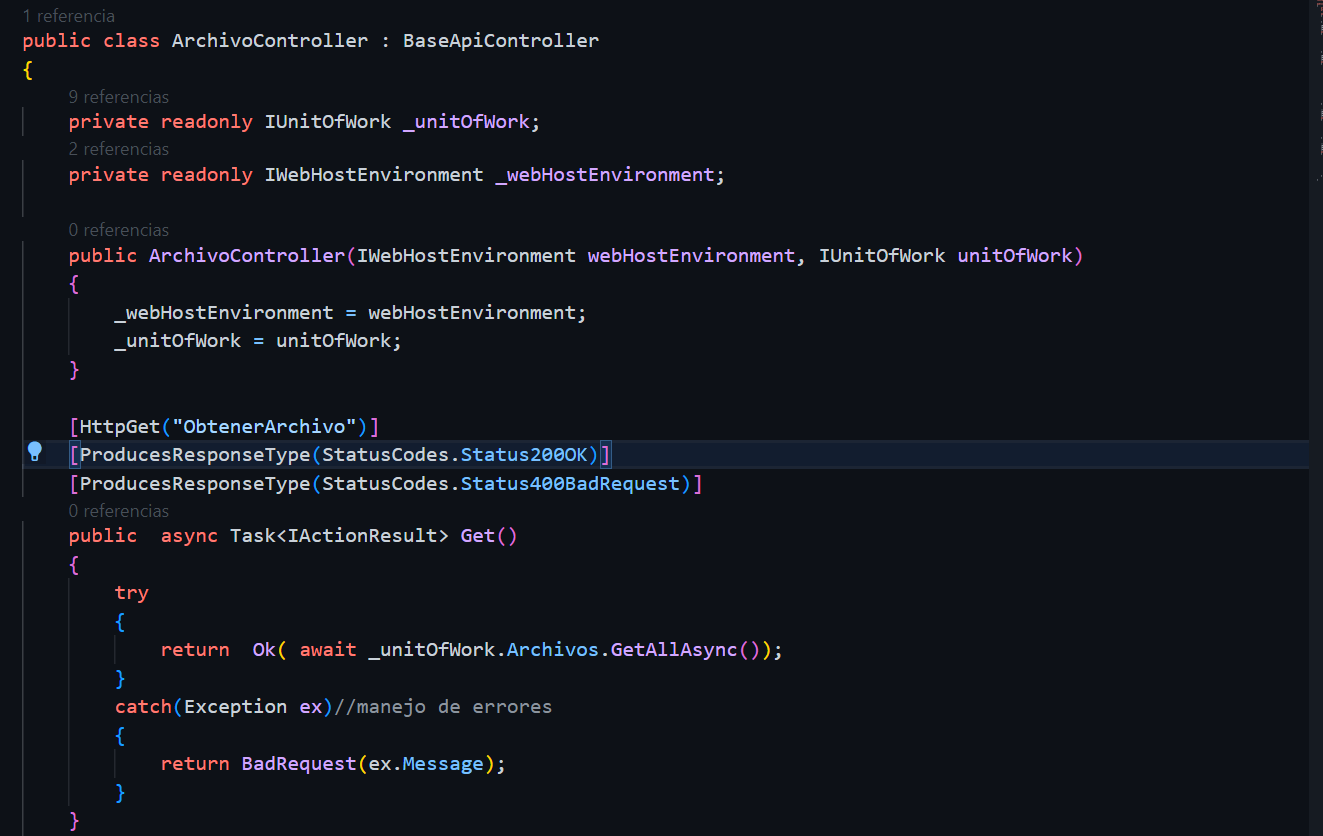 1 referencia
public class ArchivoController : BaseApiController
{
9 referencias
private readonly IUnitOfWork _unitOfWork;
2 referencias
private readonly IWebHostEnvironment _webHostEnvironment;
0 referencias
public ArchivoController(IWebHostEnvironment webHostEnvironment, IUnitOfWork unitOfWork)
{
_webHostEnvironment = webHostEnvironment;
_unitOfWork = unitOfWork;
}
[HttpGet("ObtenerArchivo")]
[ProducesResponseType(StatusCodes.Status200OK)]
[ProducesResponseType(StatusCodes.Status400BadRequest)]
0 referencias
public  async Task<IActionResult> Get()
{
try
{
return  Ok( await _unitOfWork.Archivos.GetAllAsync());
}
catch(Exception ex)//manejo de errores
{
return BadRequest(ex.Message);
}
}